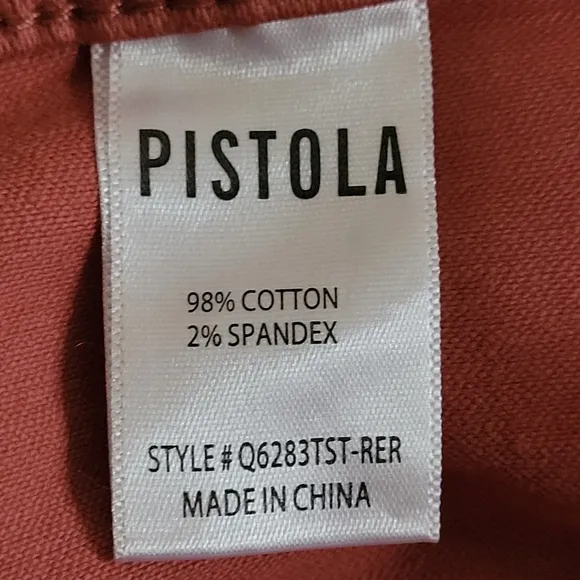 PISTOLA
98% COTTON
2% SPANDEX
STYLE # Q6283TST-RER
MADE IN CHINA